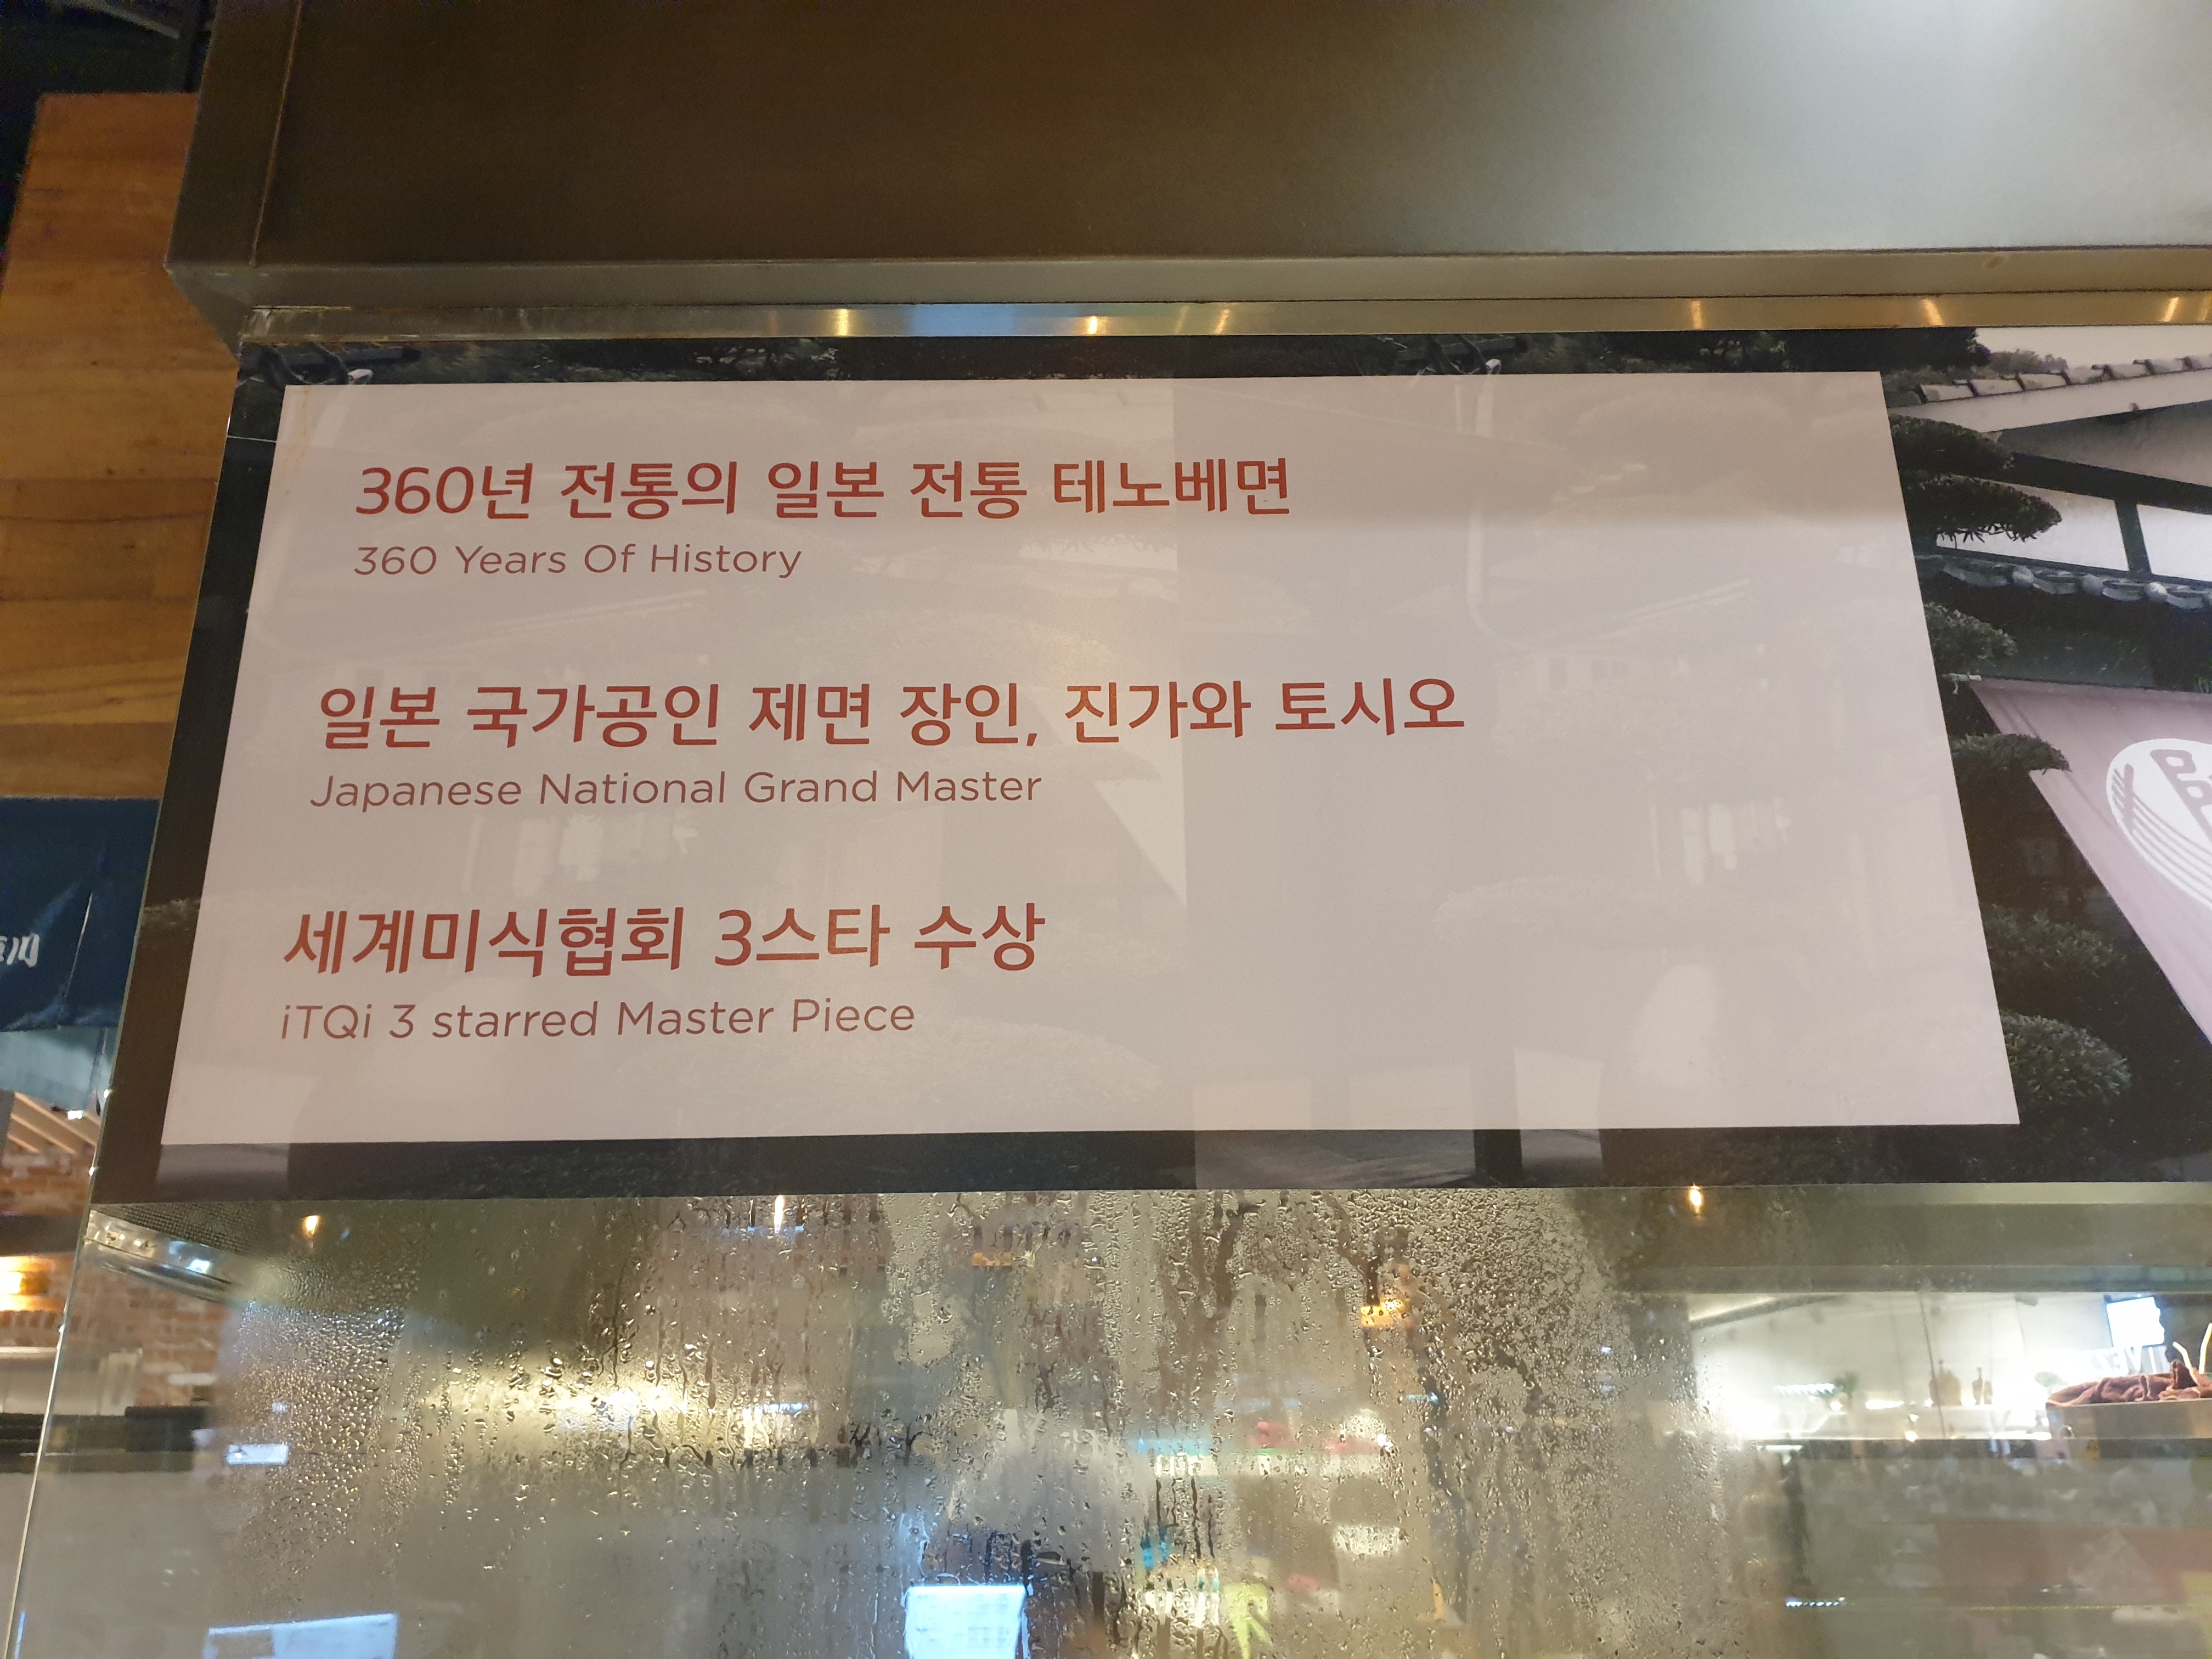 360년 전통의 일본 전통 테노베면
360 Years Of History
일본 국가공인 제면 장인, 진가와 토시오
Japanese National Grand Master
세계미식협회 3스타 수상
iTQi 3 starred Master Piece